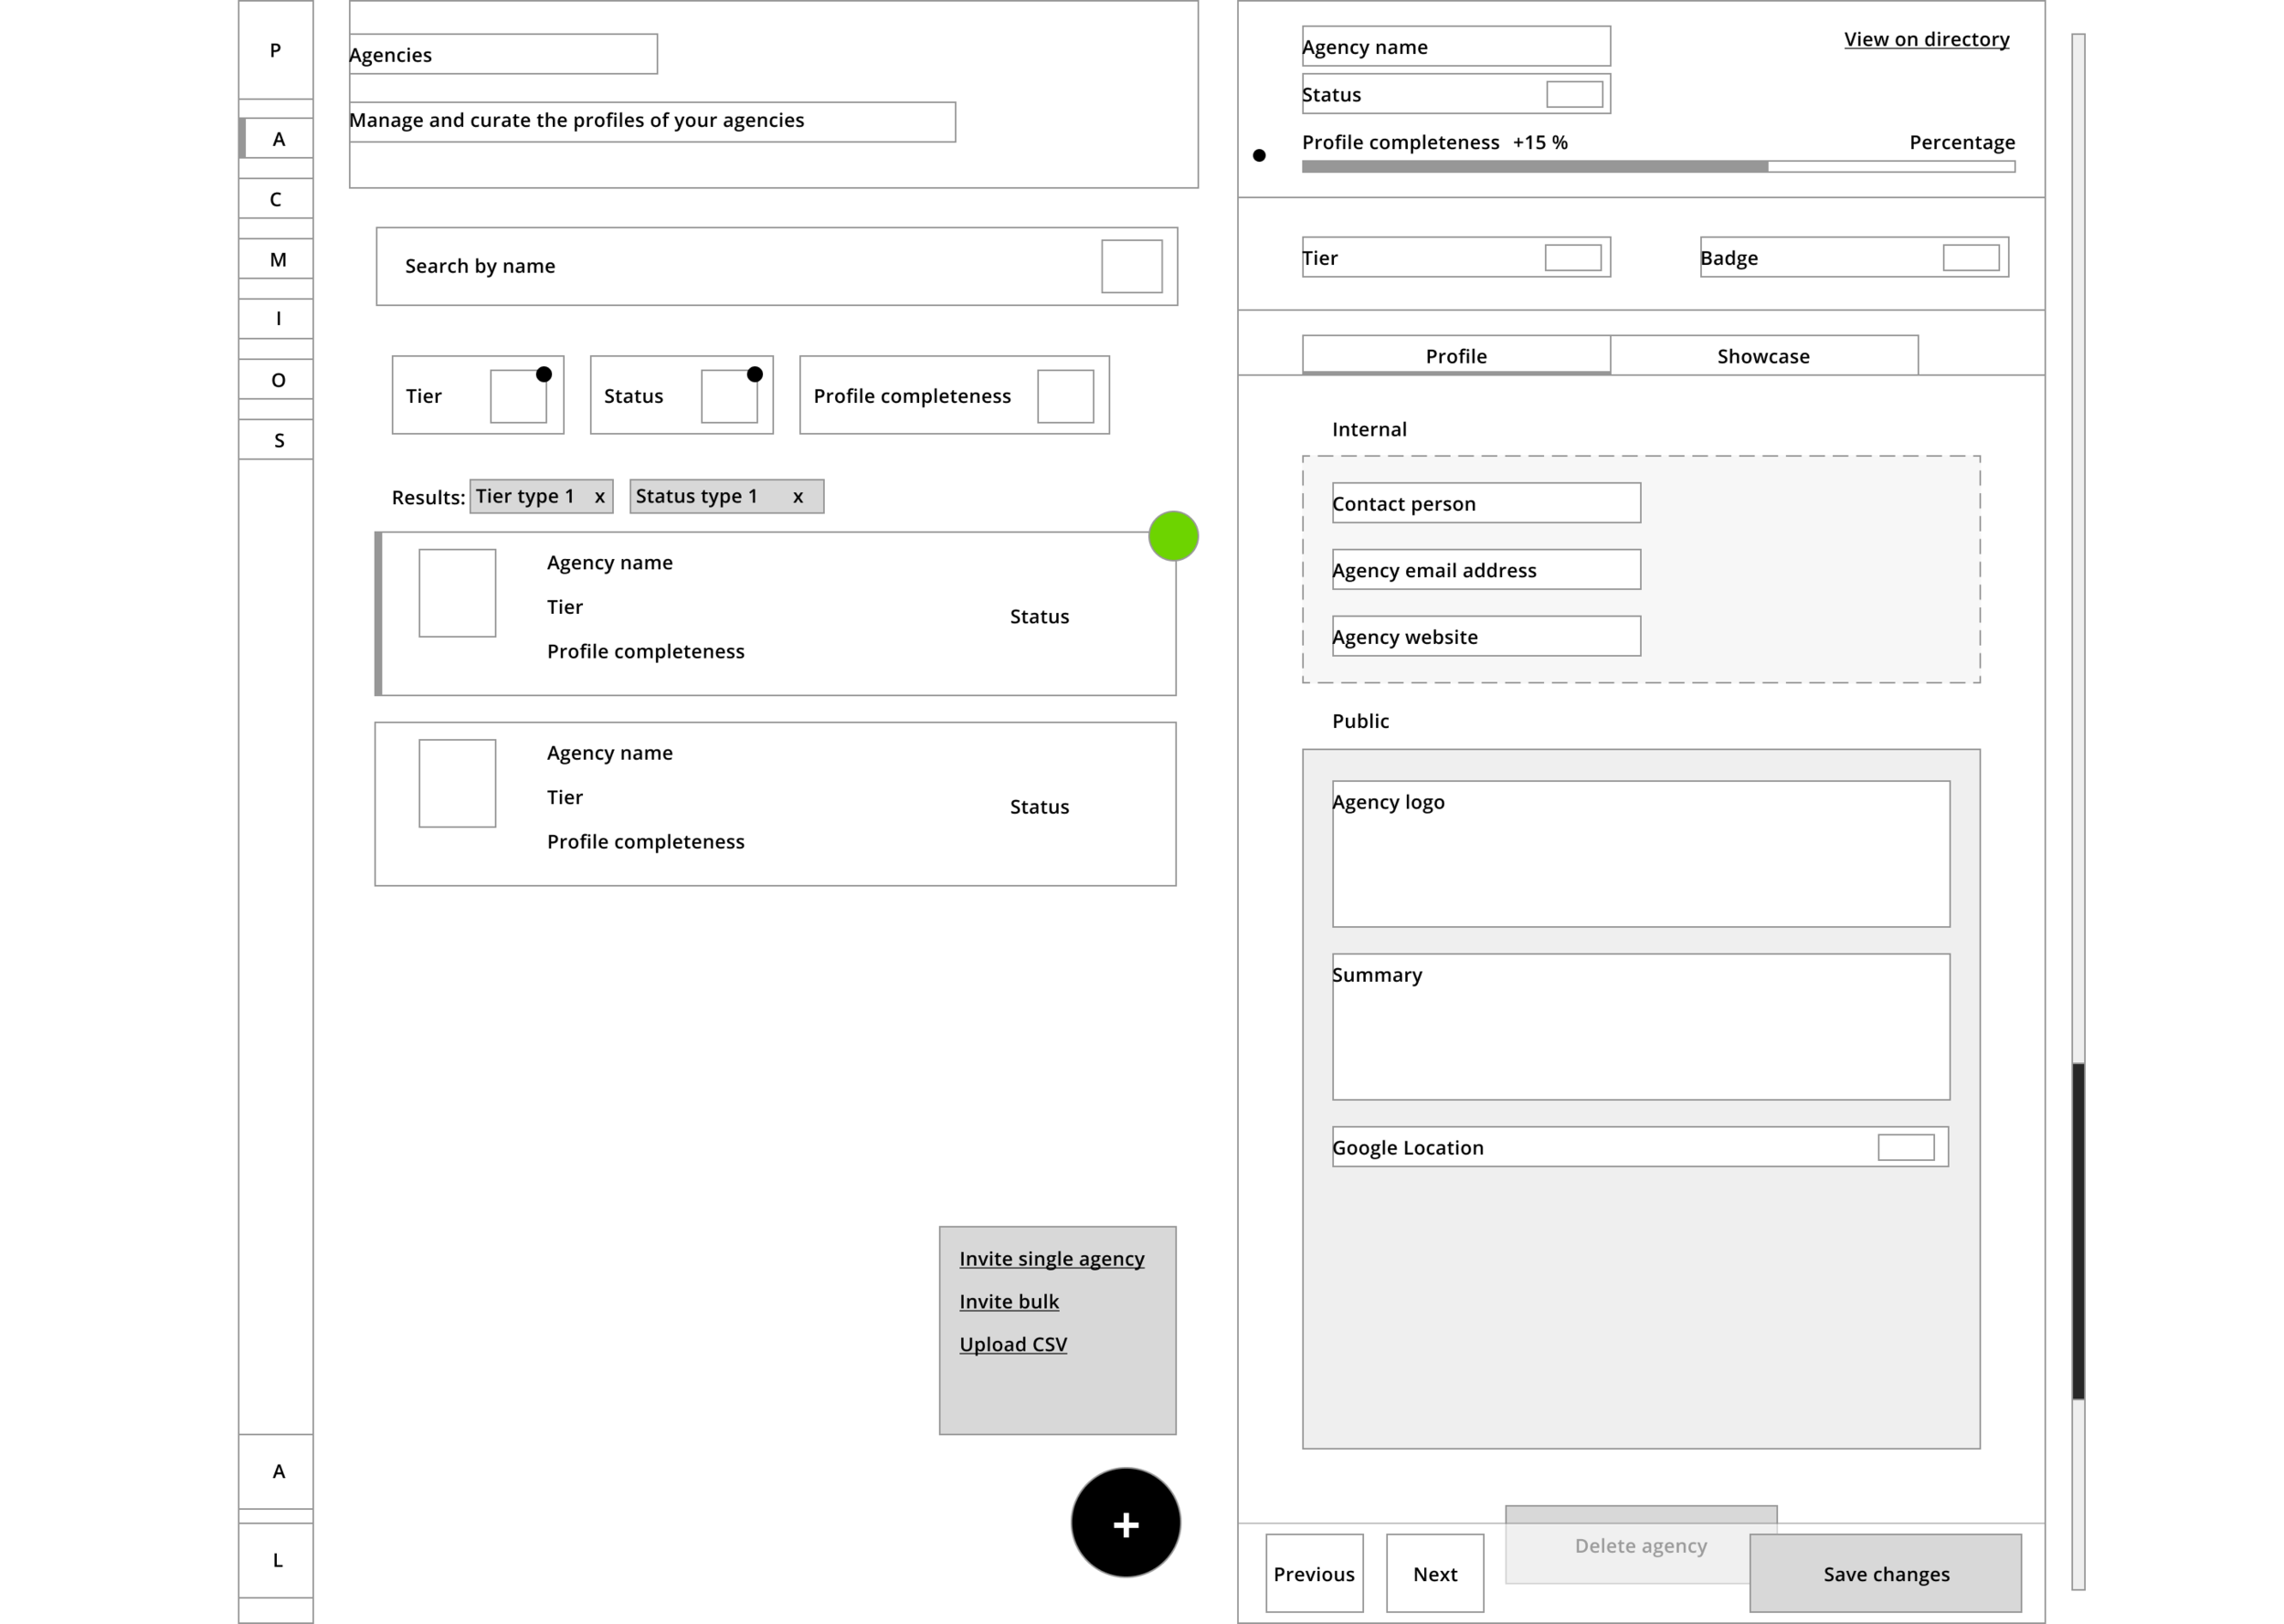 P
A
C
M
I
O
S
A
L
Agencies
Manage and curate the profiles of your agencies
Search by name
Tier
Status
Profile completeness
Results: Tier type 1 x Status type 1 x
Agency name
Tier
Status
Profile completeness
Agency name
Tier
Status
Profile completeness
Invite single agency
Invite bulk
Upload CSV
+
Agency name
View on directory
Status
Profile completeness +15 % Percentage
Tier
Badge
Profile
Showcase
Internal
Contact person
Agency email address
Agency website
Public
Agency logo
Summary
Google Location
Delete agency
Previous
Next
Save changes